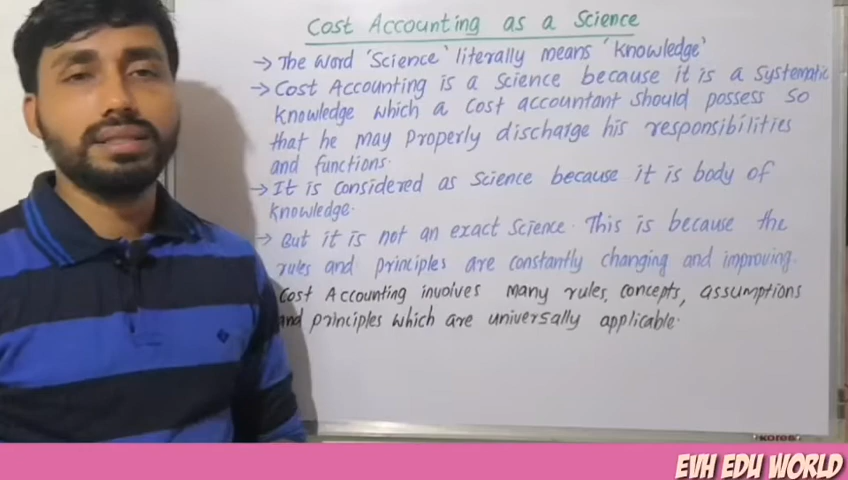 Cost Accounting as a Science
→ The word 'Science' literally means 'Knowledge'
→ Cost Accounting is a Science because it is a Systematic
knowledge which a cost accountant should possess so
that he may properly discharge his responsibilities
and functions.
→ It is considered as Science because it is body of
knowledge.
→ But it is not an exact Science. This is because the
rules and principles are constantly changing and improving.
Cost Accounting involves many rules, concepts, assumptions
and principles which are universally applicable.
kores
EVH EDU WORLD